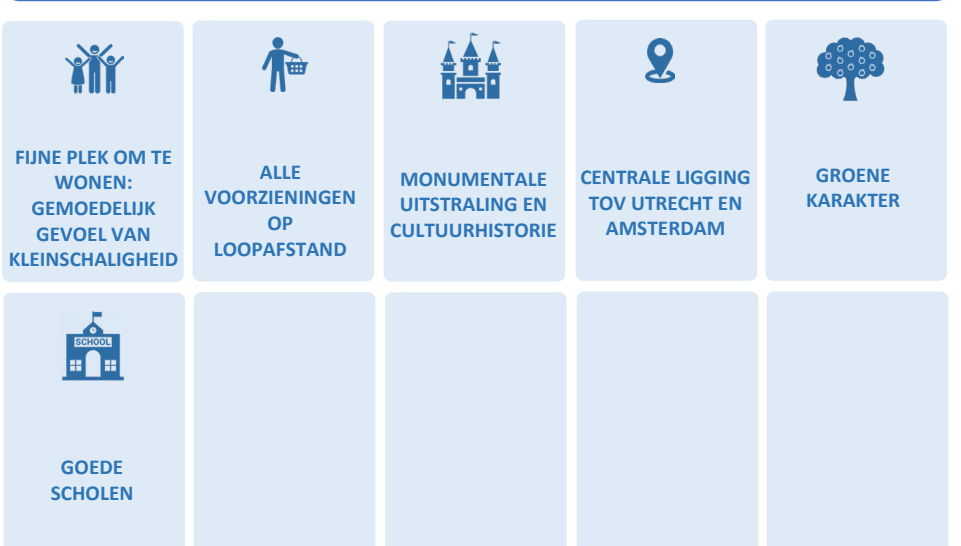 FIJNE PLEK OM TE
WONEN:
GEMOEDELIJK
GEVOEL VAN
KLEINSCHALIGHEID
ALLE
VOORZIENINGEN
OP
LOOPAFSTAND
MONUMENTALE
UITSTRALING EN
CULTUURHISTORIE
CENTRALE LIGGING
TOV UTRECHT EN
AMSTERDAM
GROENE
KARAKTER
SCHOOL
GOEDE
SCHOLEN